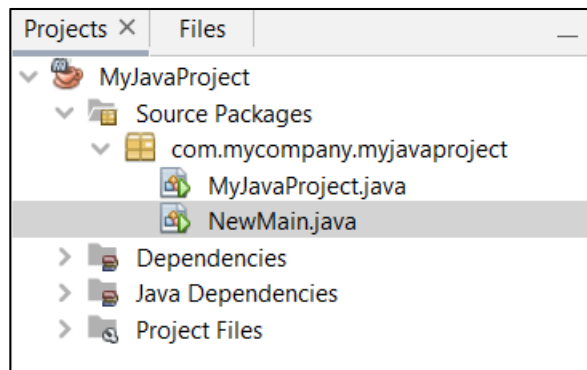 Projects Files
MyJavaProject
Source Packages
com.mycompany.myjavaproject
MyJavaProject.java
NewMain.java
Dependencies
Java Dependencies
Project Files